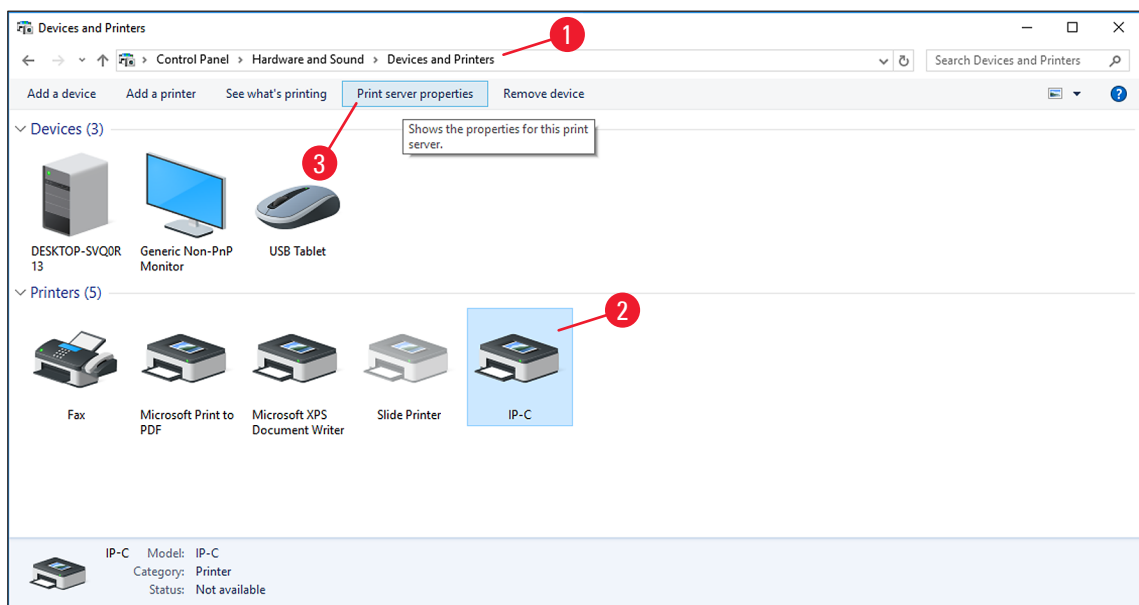 Devices and Printers
1
Control Panel > Hardware and Sound > Devices and Printers
Search Devices and Printers
Add a device Add a printer See what's printing Print server properties Remove device ?
Shows the properties for this print
server.
3
Devices (3)
DESKTOP-SVQ0R
13
Generic Non-PnP
Monitor
USB Tablet
Printers (5)
2
Fax
Microsoft Print to
PDF
Microsoft XPS
Document Writer
Slide Printer
IP-C
IP-C Model: IP-C
Category: Printer
Status: Not available